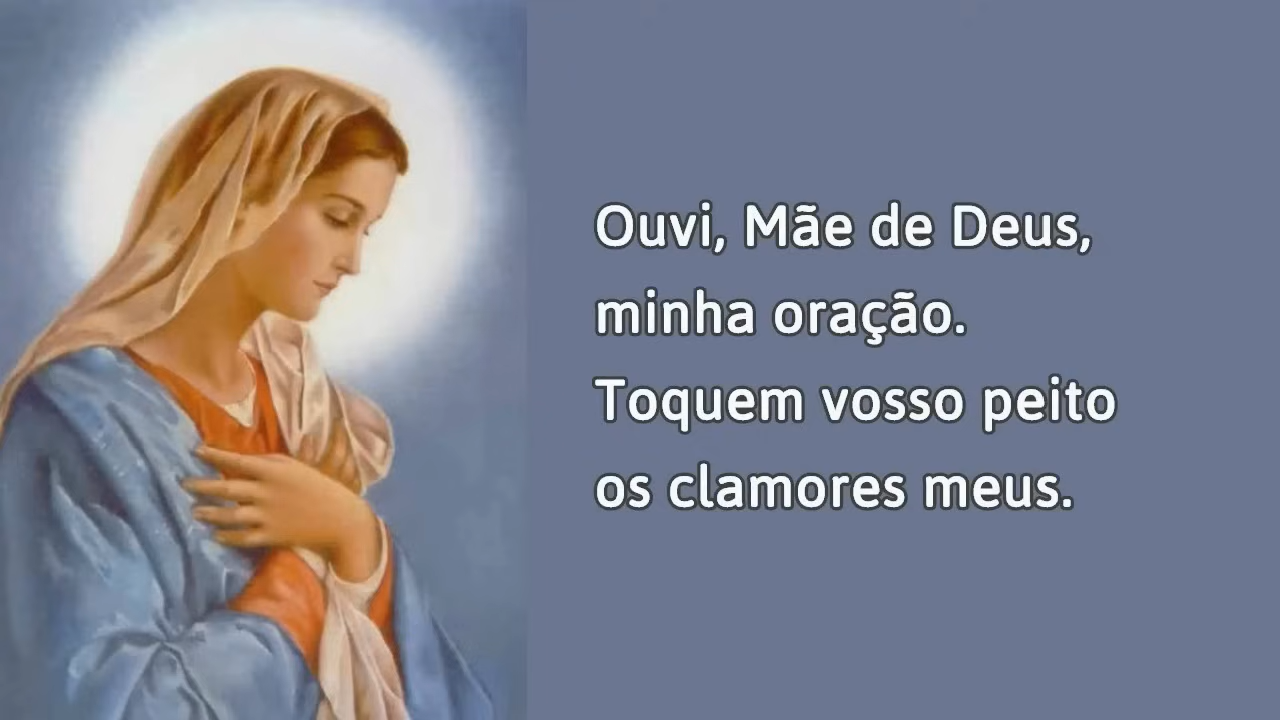 Ouvi, Mãe de Deus,
minha oração.
Toquem vosso peito
os clamores meus.